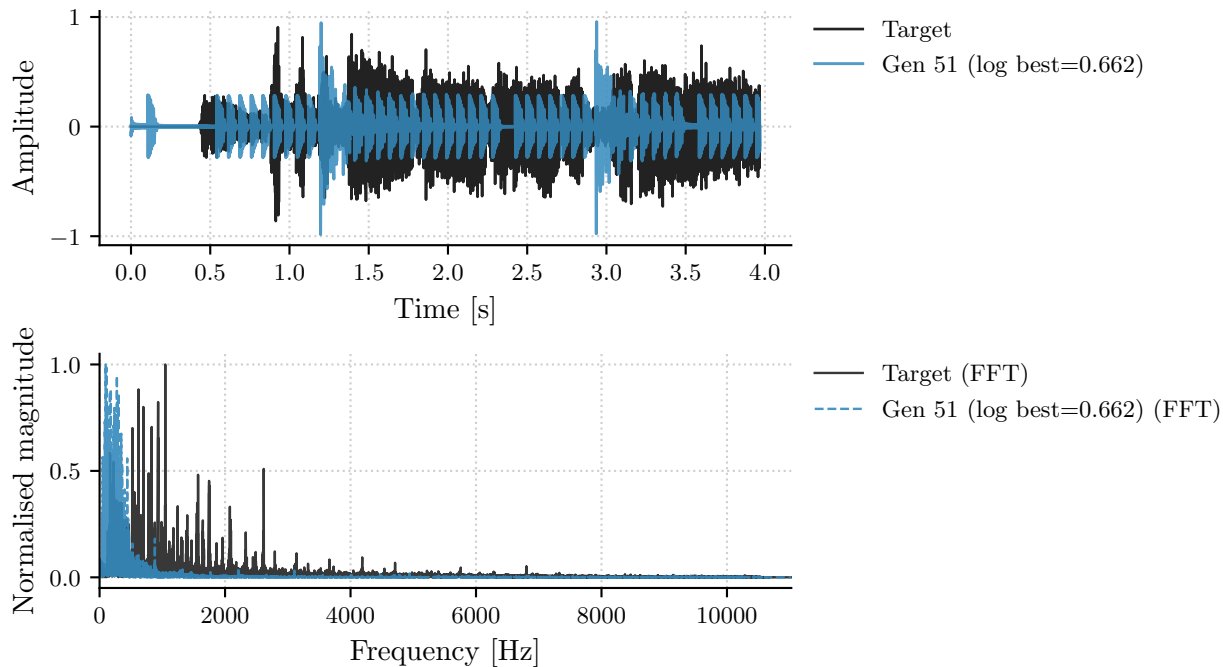 1
0
−1
Amplitude
0.0 0.5 1.0 1.5 2.0 2.5 3.0 3.5 4.0
Time [s]
Target
Gen 51 (log best=0.662)
1.0
0.5
0.0
Normalised magnitude
0 2000 4000 6000 8000 10000
Frequency [Hz]
Target (FFT)
Gen 51 (log best=0.662) (FFT)